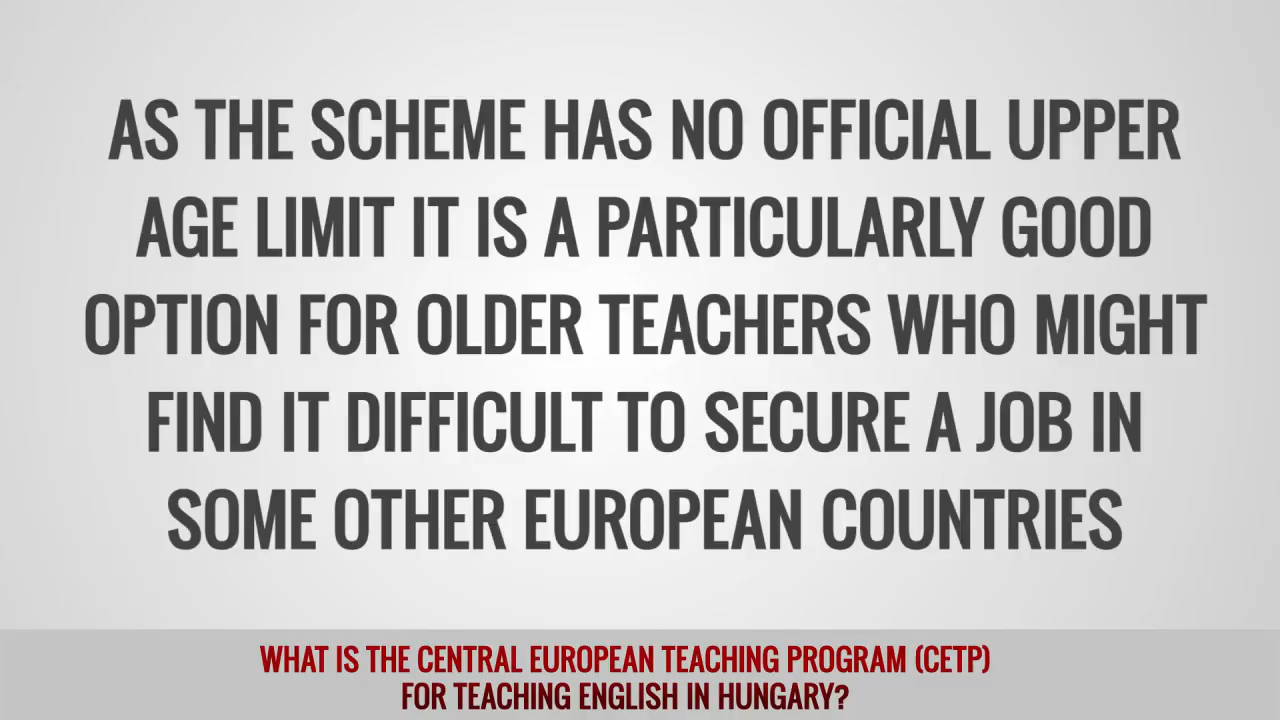 AS THE SCHEME HAS NO OFFICIAL UPPER
AGE LIMIT IT IS A PARTICULARLY GOOD
OPTION FOR OLDER TEACHERS WHO MIGHT
FIND IT DIFFICULT TO SECURE A JOB IN
SOME OTHER EUROPEAN COUNTRIES
WHAT IS THE CENTRAL EUROPEAN TEACHING PROGRAM (CETP)
FOR TEACHING ENGLISH IN HUNGARY?